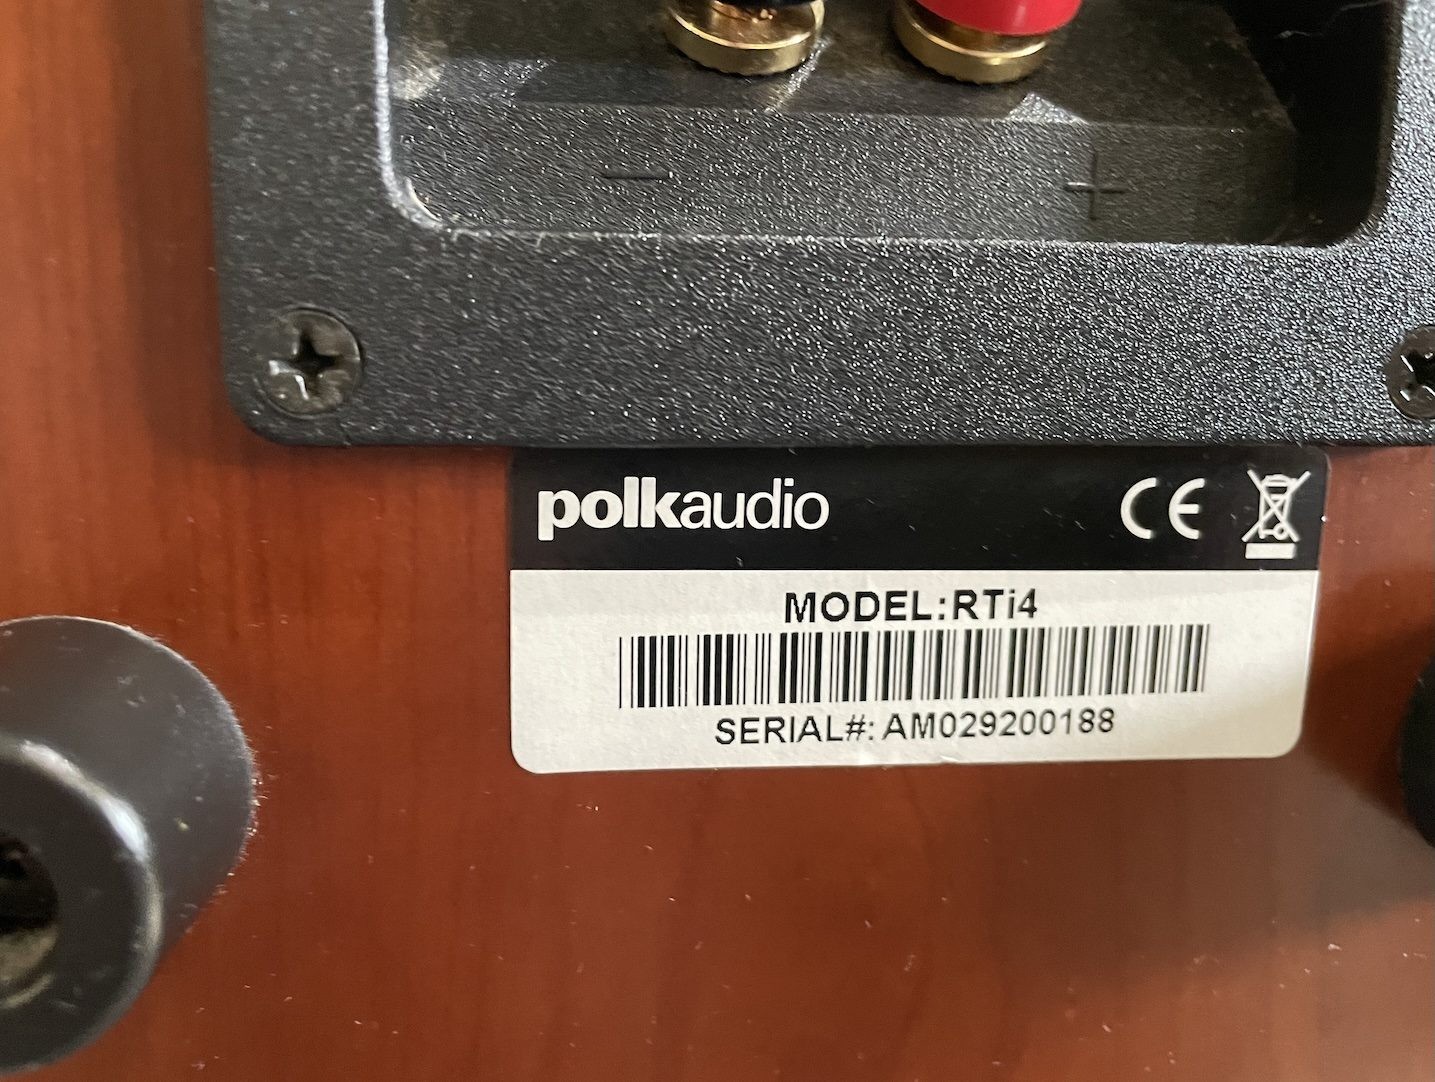 - +
polkaudio CE
MODEL:RTi4
SERIAL#: AM029200188